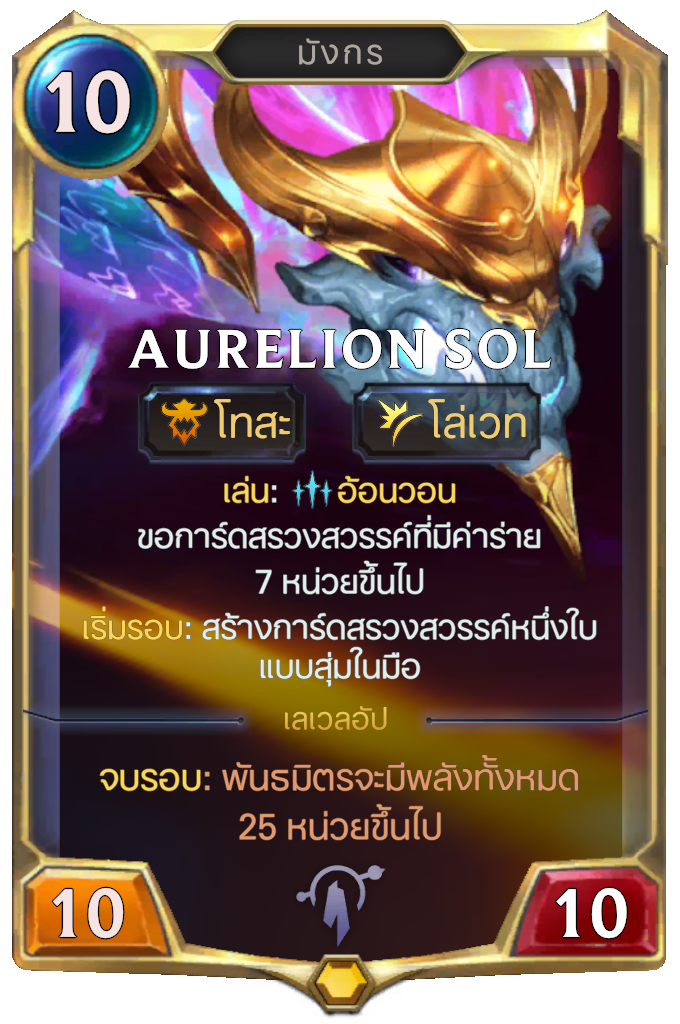 มังกร
10
AURELION SOL
โทสะ โล่เวท
เล่น: อ้อนวอน
ขอการ์ดสรวงสวรรค์ที่มีค่าร่าย
7 หน่วยขึ้นไป
เริ่มรอบ: สร้างการ์ดสรวงสวรรค์หนึ่งใบ
แบบสุ่มในมือ
เลเวลอัป
จบรอบ: พันธมิตรจะมีพลังทั้งหมด
25 หน่วยขึ้นไป
10 10